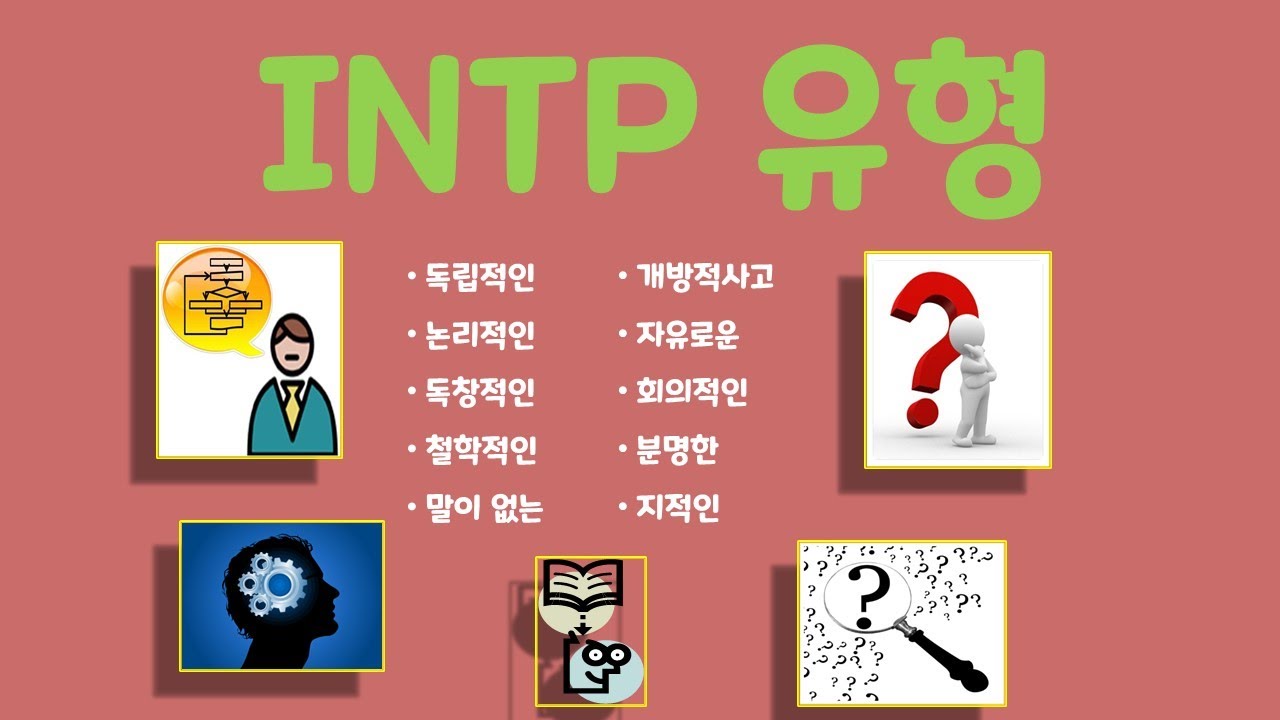 INTP 유형
• 독립적인
• 논리적인
• 독창적인
• 철학적인
• 말이 없는
• 개방적사고
• 자유로운
• 회의적인
• 분명한
• 지적인